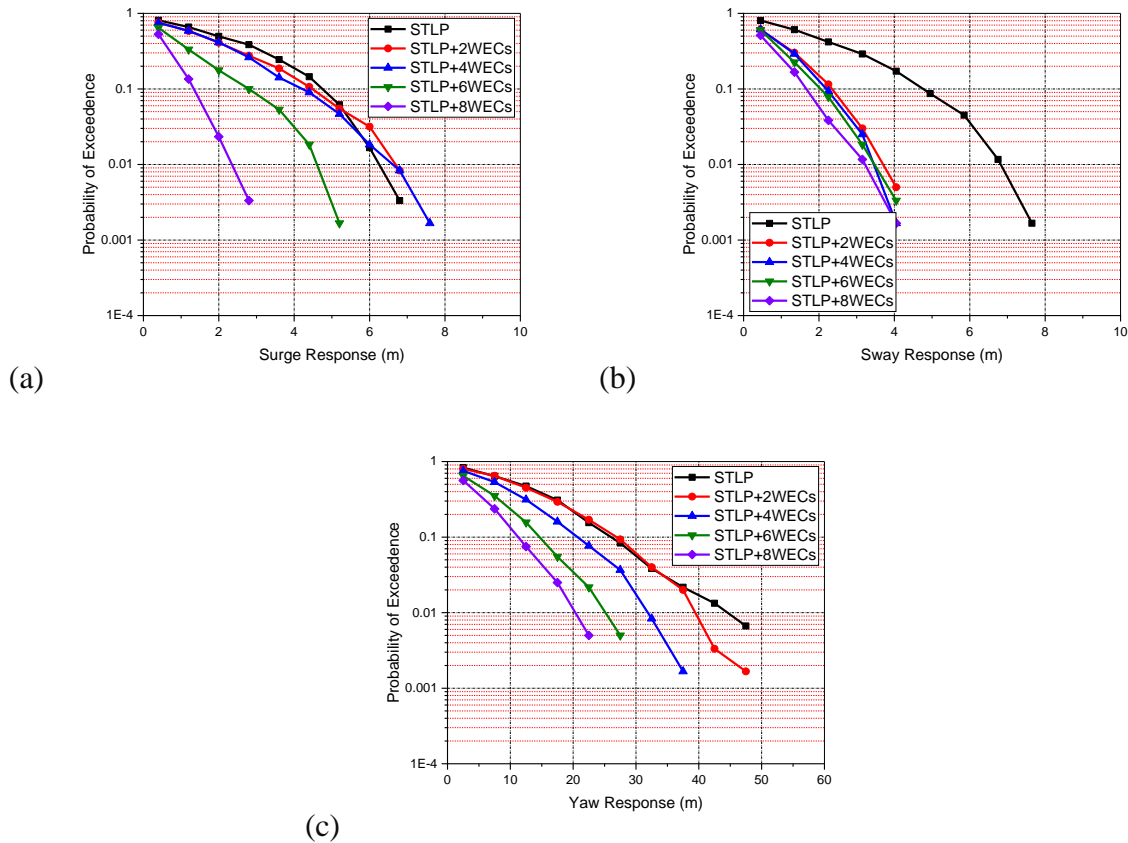 1
0.1
0.01
0.001
1E-4
Probability of Exceedence
0 2 4 6 8 10
Surge Response (m)
STLP
STLP+2WECs
STLP+4WECs
STLP+6WECs
STLP+8WECs
(a)
1
0.1
0.01
0.001
1E-4
Probability of Exceedence
0 2 4 6 8 10
Sway Response (m)
STLP
STLP+2WECs
STLP+4WECs
STLP+6WECs
STLP+8WECs
(b)
1
0.1
0.01
0.001
1E-4
Probability of Exceedence
0 10 20 30 40 50 60
Yaw Response (m)
STLP
STLP+2WECs
STLP+4WECs
STLP+6WECs
STLP+8WECs
(c)